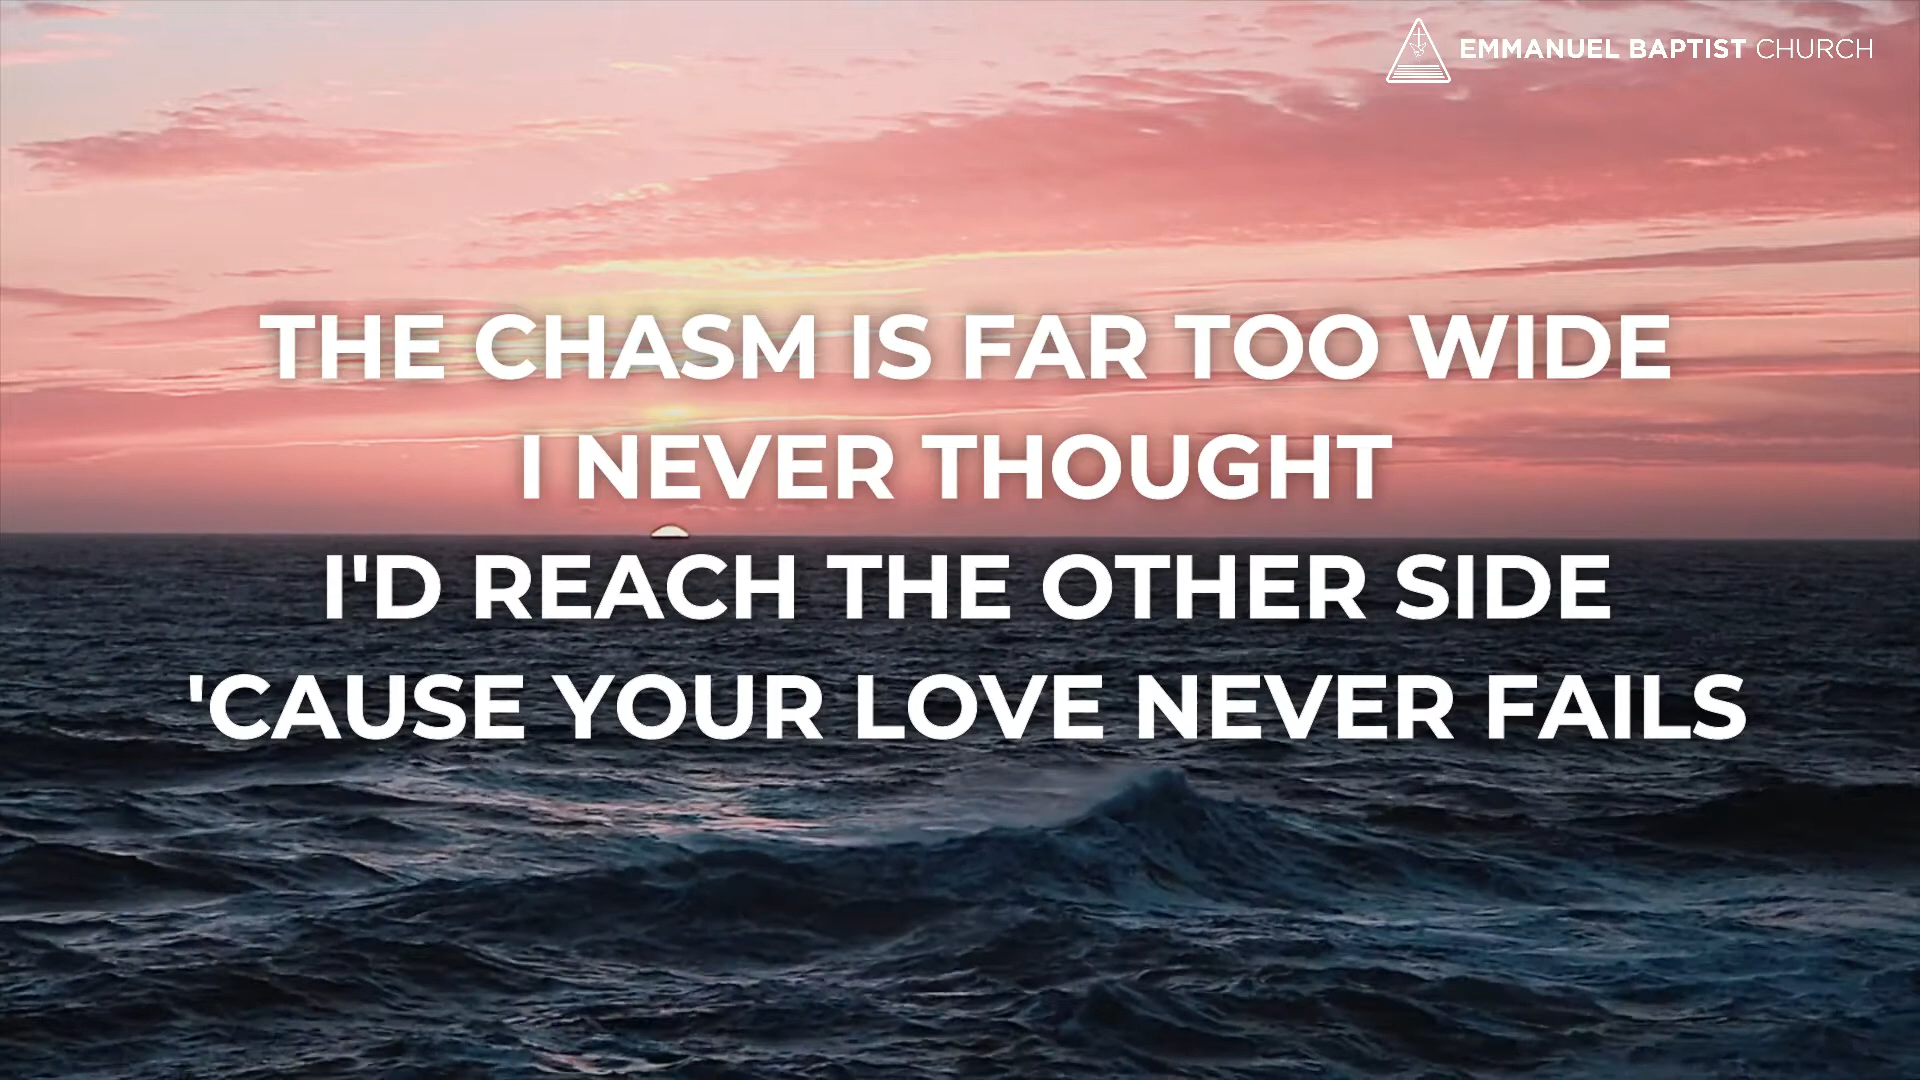 EMMANUEL BAPTIST CHURCH
THE CHASM IS FAR TOO WIDE
I NEVER THOUGHT
I'D REACH THE OTHER SIDE
'CAUSE YOUR LOVE NEVER FAILS